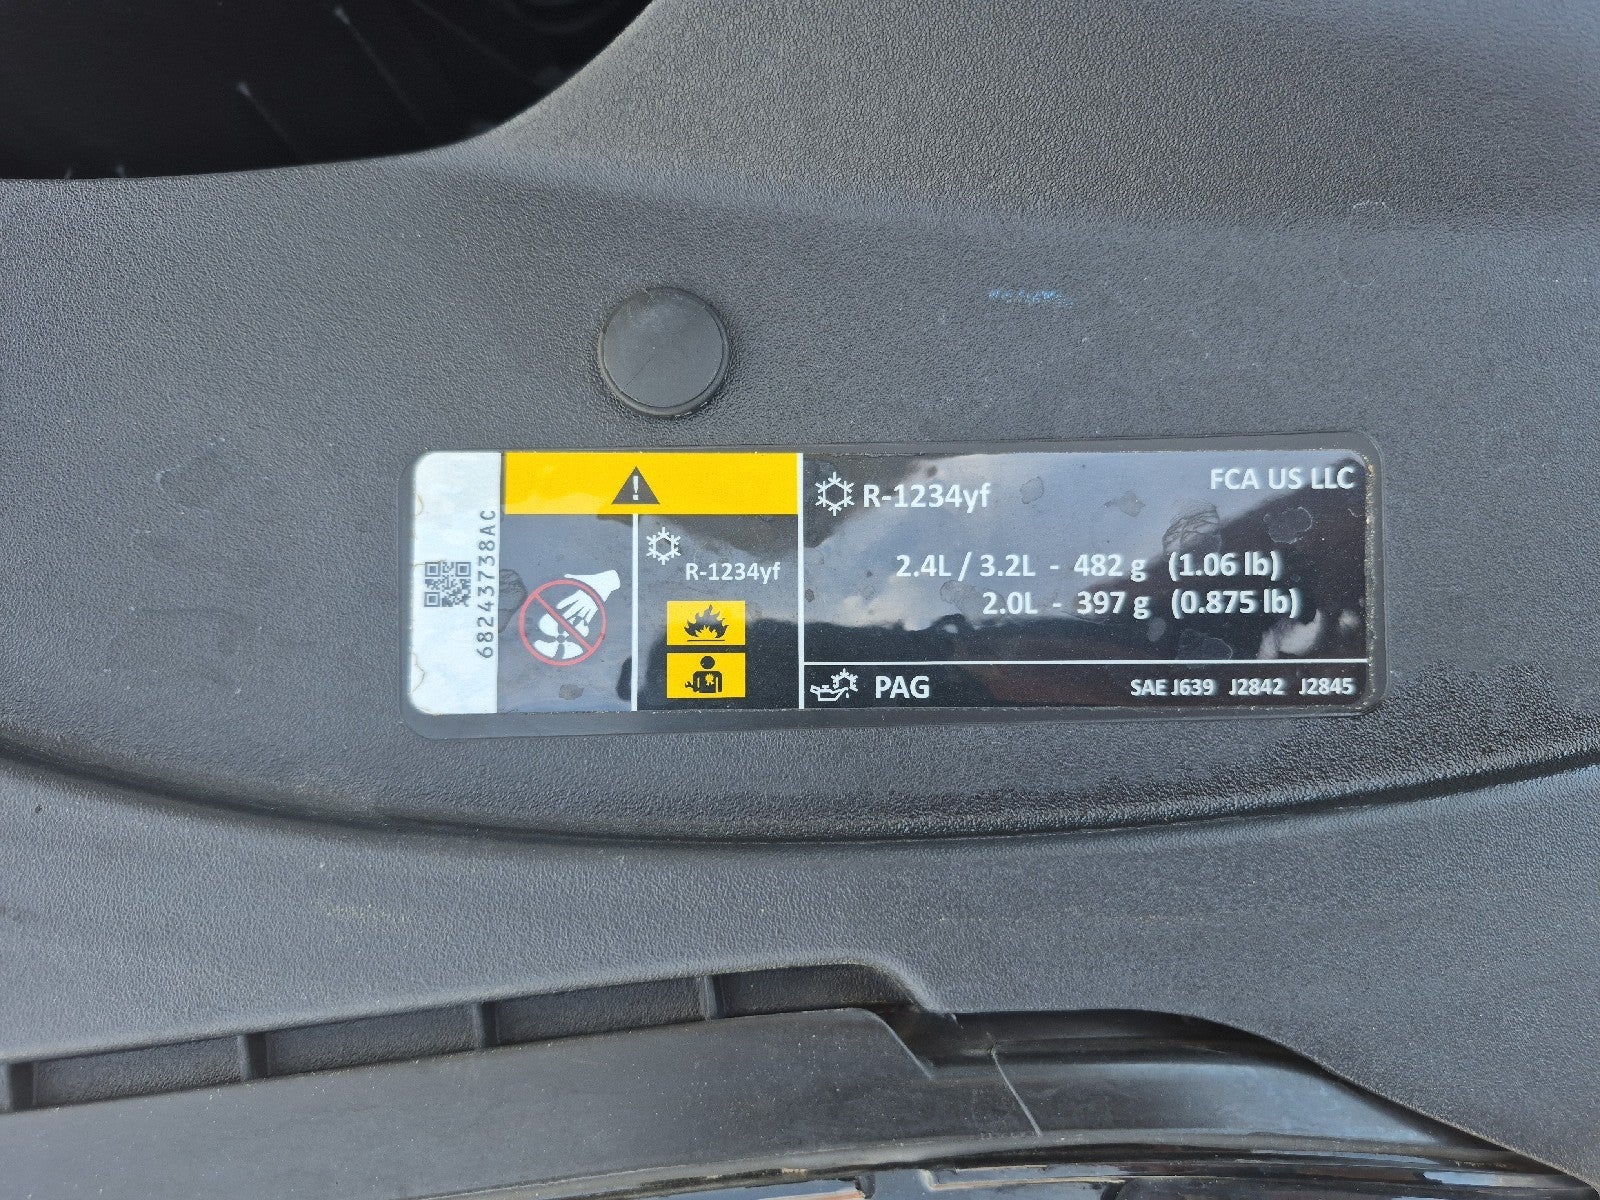 68243738AC
!
R-1234yf
R-1234yf
FCA US LLC
2.4L / 3.2L - 482 g (1.06 lb)
2.0L - 397 g (0.875 lb)
PAG
SAE J639 J2842 J2845